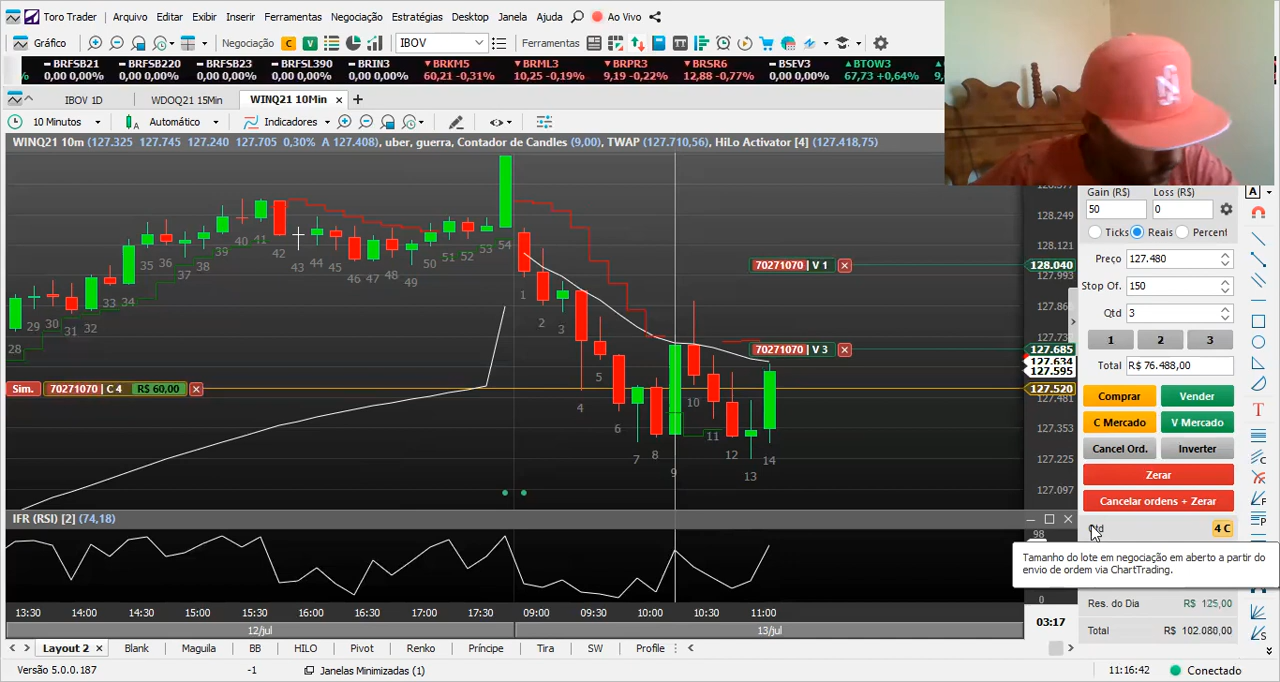 Toro Trader Arquivo Editar Exibir Inserir Ferramentas Negociação Estratégias Desktop Janela Ajuda Ao Vivo
Gráfico Negociação C V IBOV Ferramentas
BRFSB21 BRFSB220 BRFSB23 BRFSL390 BRIN3 BRKM5 BRML3 BRPR3 BRSR6 BSEV3 BTOW3
0,00 0,00% 0,00 0,00% 0,00 0,00% 0,00 0,00% 0,00 0,00% 60,21 -0,31% 10,25 -0,19% 9,19 -0,22% 12,88 -0,77% 0,00 0,00% 67,73 +0,64%
IBOV 1D WDOQ21 15Min WINQ21 10Min
10 Minutos Automático Indicadores
WINQ21 10m (127.325 127.745 127.240 127.705 0,30% A 127.408), uber, guerra, Contador de Candles (9,00), TWAP (127.710,56), HiLo Activator [4] (127.418,75)
Gain (R$) Loss (R$) A
50 0
Ticks Reais Percent
128.249
128.121
127.993
70271070 | V 1 128.040
Preço 127.480
Stop Of. 150
Qtd 3
1 2 3
70271070 | V 3 127.685
127.634
127.595
Total R$ 76.488,00
Sim. 70271070 | C 4 R$ 60,00 127.520
127.481
127.353
127.225
127.097
28 29 30 31 32 33 34 35 36 37 38 39 40 41 42 43 44 45 46 47 48 49 50 51 52 53 54
1 2 3 4 5 6 7 8 9 10 11 12 13 14
Comprar Vender
C Mercado V Mercado
Cancel Ord. Inverter
Zerar
Cancelar ordens + Zerar
IFR (RSI) [2] (74,18)
98
0
4 C
Tamanho do lote em negociação em aberto a partir do
envio de ordem via ChartTrading.
Res. do Dia R$ 125,00
Total R$ 102.080,00
13:30 14:00 14:30 15:00 15:30 16:00 16:30 17:00 17:30 09:00 09:30 10:00 10:30 11:00
12/jul 13/jul
03:17
Layout 2 Blank Maguila BB HILO Pivot Renko Príncipe Tira SW Profile
Versão 5.0.0.187 -1 Janelas Minimizadas (1) 11:16:42 Conectado